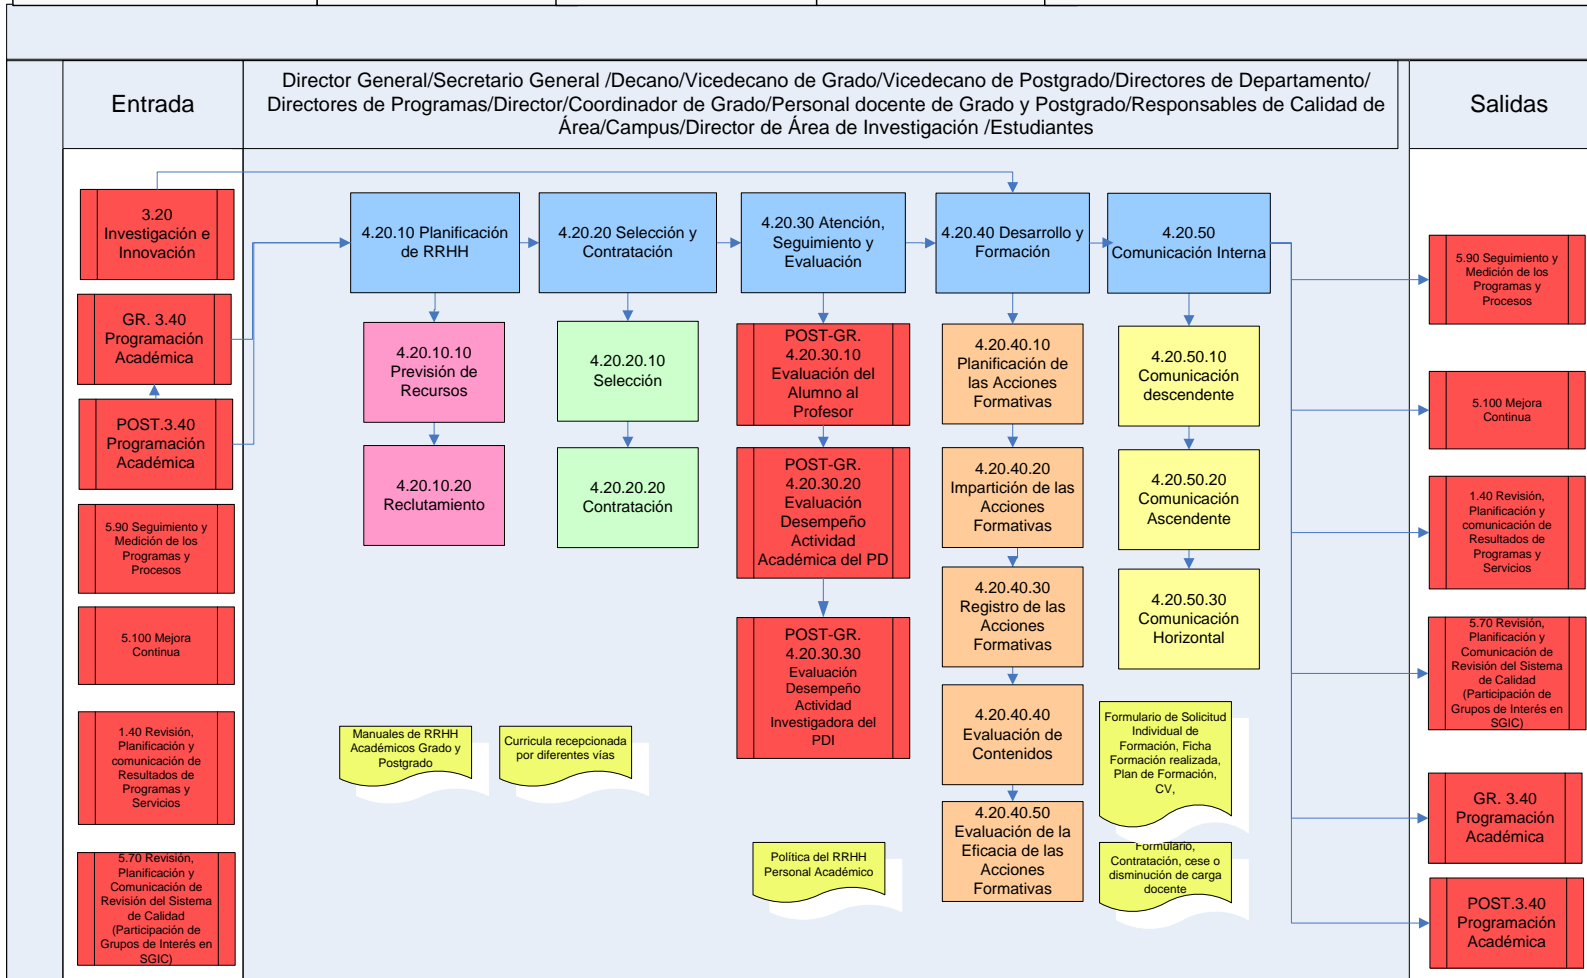 Entrada
Director General/Secretario General /Decano/Vicedecano de Grado/Vicedecano de Postgrado/Directores de Departamento/
Directores de Programas/Director/Coordinador de Grado/Personal docente de Grado y Postgrado/Responsables de Calidad de
Área/Campus/Director de Área de Investigación /Estudiantes
Salidas
3.20
Investigación e
Innovación
GR. 3.40
Programación
Académica
POST.3.40
Programación
Académica
5.90 Seguimiento y
Medición de los
Programas y
Procesos
5.100 Mejora
Continua
1.40 Revisión,
Planificación y
comunicación de
Resultados de
Programas y
Servicios
5.70 Revisión,
Planificación y
Comunicación de
Revisión del Sistema
de Calidad
(Participación de
Grupos de Interés en
SGIC)
4.20.10 Planificación
de RRHH
4.20.10.10
Previsión de
Recursos
4.20.10.20
Reclutamiento
Manuales de RRHH
Académicos Grado y
Postgrado
4.20.20 Selección y
Contratación
4.20.20.10
Selección
4.20.20.20
Contratación
Curricula recepcionada
por diferentes vías
4.20.30 Atención,
Seguimiento y
Evaluación
POST-GR.
4.20.30.10
Evaluación del
Alumno al
Profesor
POST-GR.
4.20.30.20
Evaluación
Desempeño
Actividad
Académica del PD
POST-GR.
4.20.30.30
Evaluación
Desempeño
Actividad
Investigadora del
PDI
Política del RRHH
Personal Académico
4.20.40 Desarrollo y
Formación
4.20.40.10
Planificación de
las Acciones
Formativas
4.20.40.20
Impartición de las
Acciones
Formativas
4.20.40.30
Registro de las
Acciones
Formativas
4.20.40.40
Evaluación de
Contenidos
4.20.40.50
Evaluación de la
Eficacia de las
Acciones
Formativas
4.20.50
Comunicación Interna
4.20.50.10
Comunicación
descendente
4.20.50.20
Comunicación
Ascendente
4.20.50.30
Comunicación
Horizontal
Formulario de Solicitud
Individual de
Formación, Ficha
Formación realizada,
Plan de Formación,
CV,
Formulario,
Contratación, cese o
disminución de carga
docente
5.90 Seguimiento y
Medición de los
Programas y
Procesos
5.100 Mejora
Continua
1.40 Revisión,
Planificación y
comunicación de
Resultados de
Programas y
Servicios
5.70 Revisión,
Planificación y
Comunicación de
Revisión del Sistema
de Calidad
(Participación de
Grupos de Interés en
SGIC)
GR. 3.40
Programación
Académica
POST.3.40
Programación
Académica